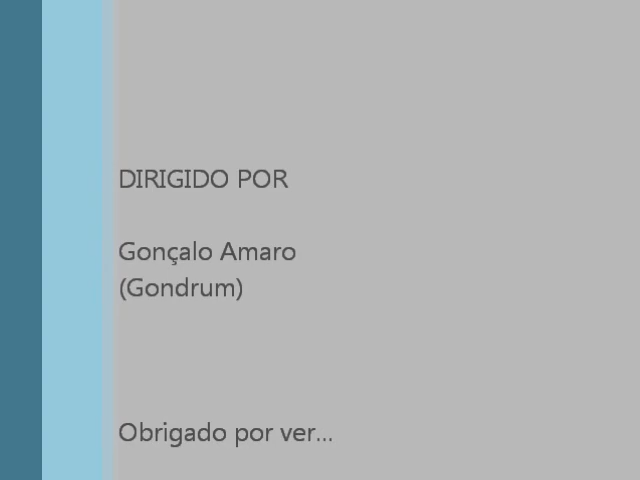 DIRIGIDO POR
Gonçalo Amaro
(Gondrum)
Obrigado por ver...